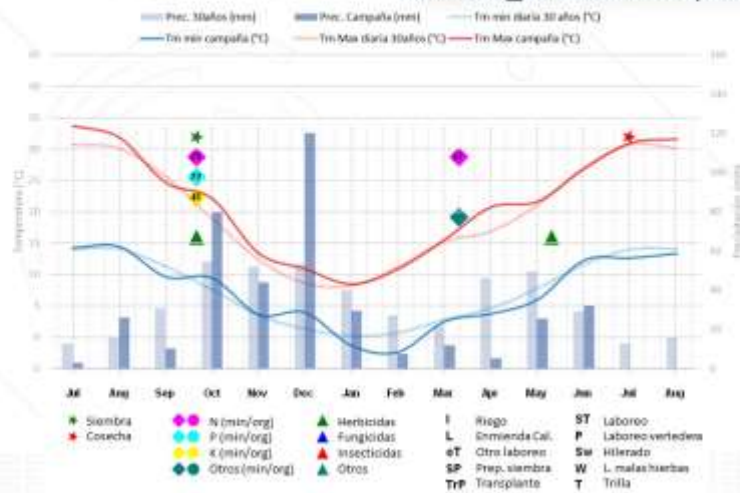 Prec. 30años (mm) Prec. Campaña (mm) Tm min diaria 30 años (°C)
Tm min campaña (°C) Tm Max diaria 30años (°C) Tm Max campaña (°C)
Temperatura (°C)
Jul Aug Sep Oct Nov Dec Jan Feb Mar Apr May Jun Jul Aug
Siembra
Cosecha
N (min/org)
P (min/org)
K (min/org)
Otros (min/org)
Herbicidas
Fungicidas
Insecticidas
Otros
I Riego
L Enmienda Cal.
oT Otro laboreo
SP Prep. siembra
TrP Transplante
ST Laboreo
P Laboreo vertedera
Sw Hilerado
W L. malas hierbas
T Trilla